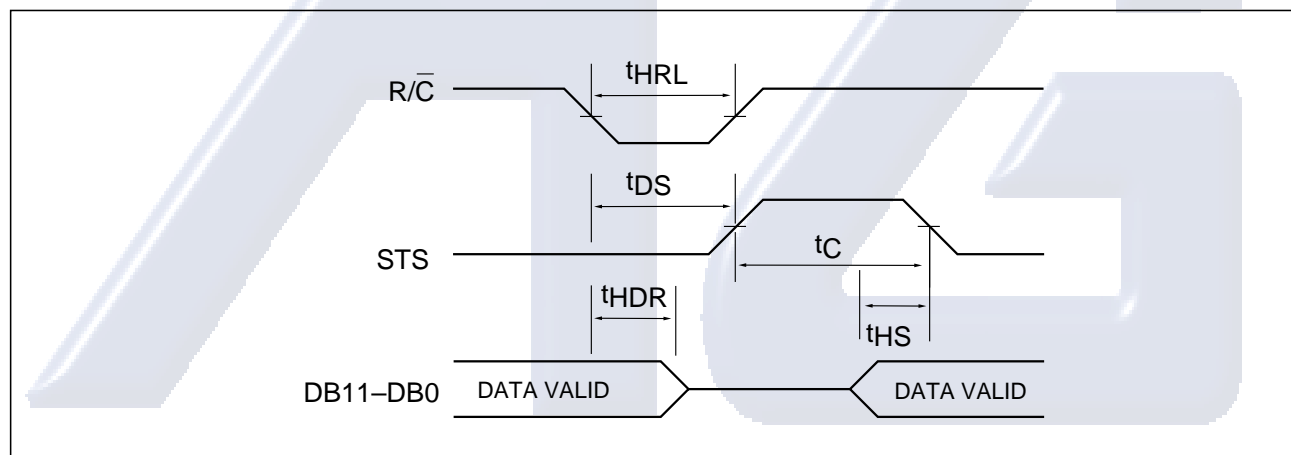 tHRL
R/C̅
tDS
STS
tC
tHDR
tHS
DB11–DB0 DATA VALID DATA VALID